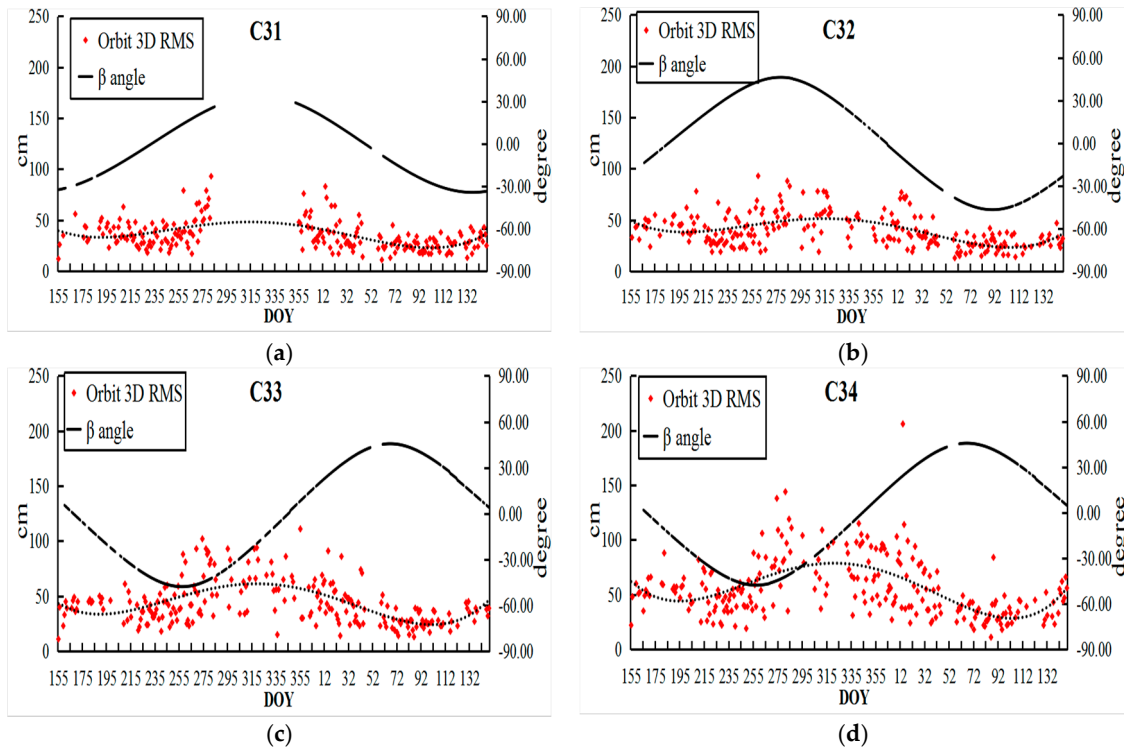 C31
Orbit 3D RMS
β angle
250
200
150
100
50
0
cm
90.00
60.00
30.00
0.00
-30.00
-60.00
-90.00
degree
155 175 195 215 235 255 275 295 315 335 355 12 32 52 72 92 112 132
DOY
(a)
C32
Orbit 3D RMS
β angle
250
200
150
100
50
0
cm
90.00
60.00
30.00
0.00
-30.00
-60.00
-90.00
degree
155 175 195 215 235 255 275 295 315 335 355 12 32 52 72 92 112 132
DOY
(b)
C33
Orbit 3D RMS
β angle
250
200
150
100
50
0
cm
90.00
60.00
30.00
0.00
-30.00
-60.00
-90.00
degree
155 175 195 215 235 255 275 295 315 335 355 12 32 52 72 92 112 132
DOY
(c)
C34
Orbit 3D RMS
β angle
250
200
150
100
50
0
cm
90.00
60.00
30.00
0.00
-30.00
-60.00
-90.00
degree
155 175 195 215 235 255 275 295 315 335 355 12 32 52 72 92 112 132
DOY
(d)